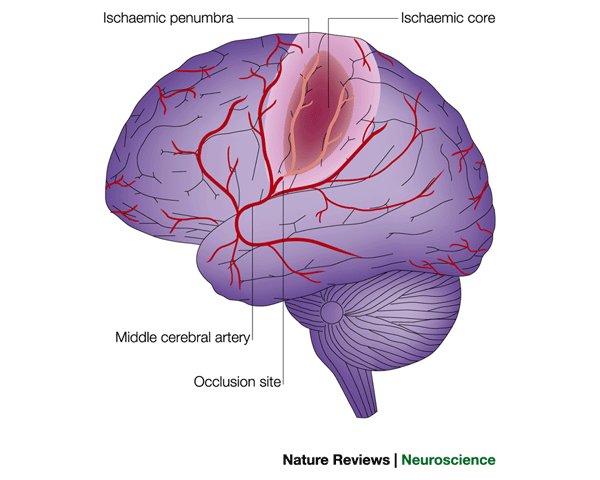 Ischaemic penumbra
Ischaemic core
Middle cerebral artery
Occlusion site
Nature Reviews | Neuroscience